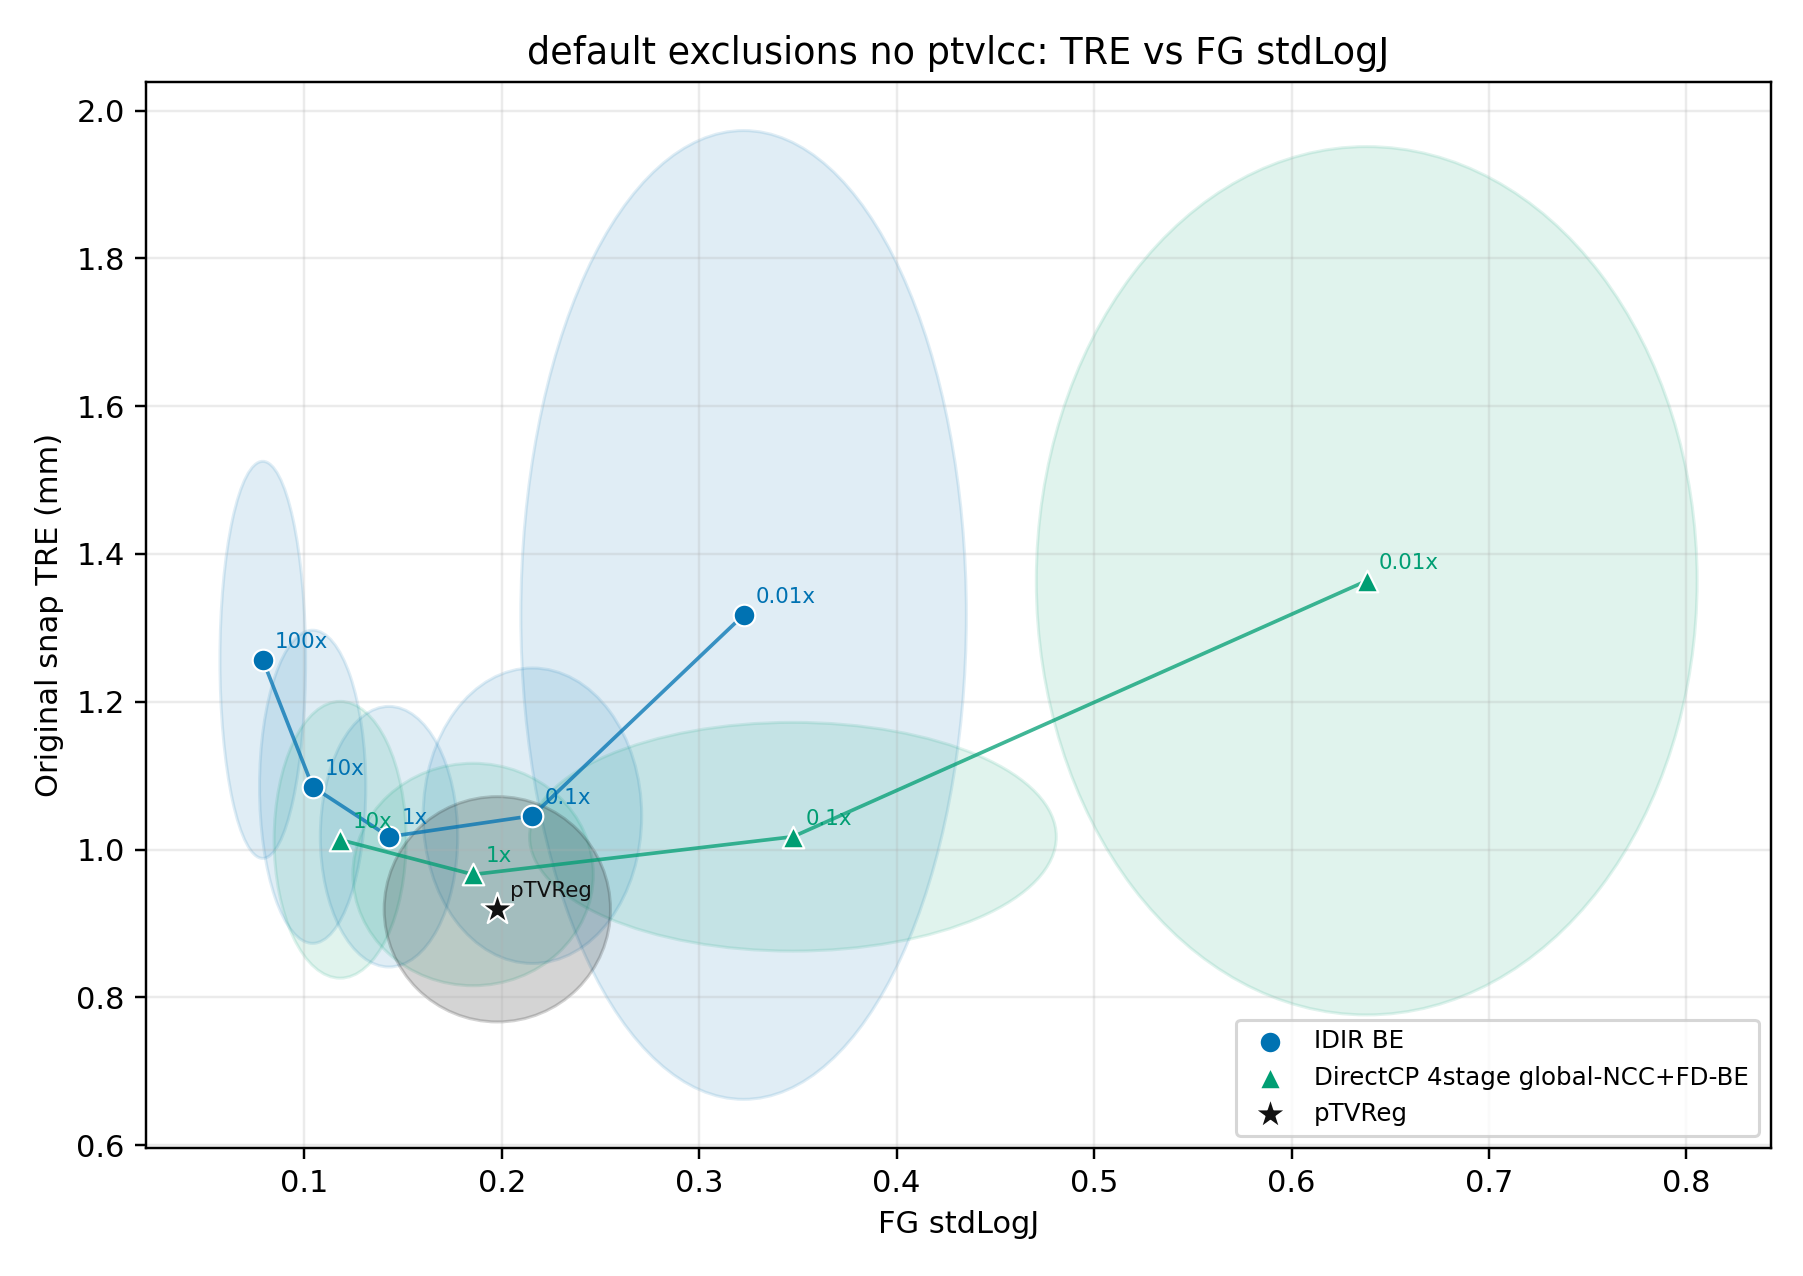 default exclusions no ptvlcc: TRE vs FG stdLogJ
Original snap TRE (mm)
2.0
1.8
1.6
1.4
1.2
1.0
0.8
0.6
100x
10x
1x
0.1x
0.01x
10x
1x
0.1x
0.01x
pTVReg
IDIR BE
DirectCP 4stage global-NCC+FD-BE
pTVReg
0.1
0.2
0.3
0.4
0.5
0.6
0.7
0.8
FG stdLogJ